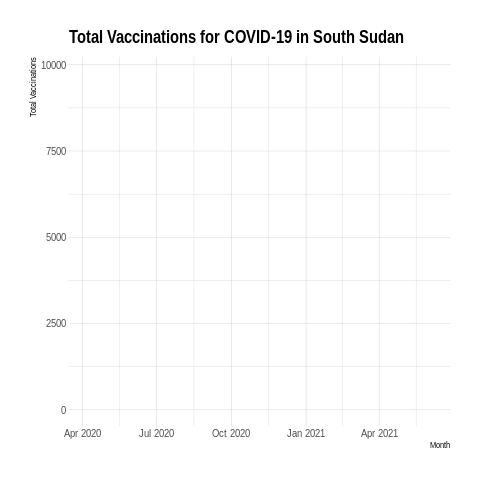 Total Vaccinations for COVID-19 in South Sudan
Total Vaccinations
10000
7500
5000
2500
0
Apr 2020 Jul 2020 Oct 2020 Jan 2021 Apr 2021
Month